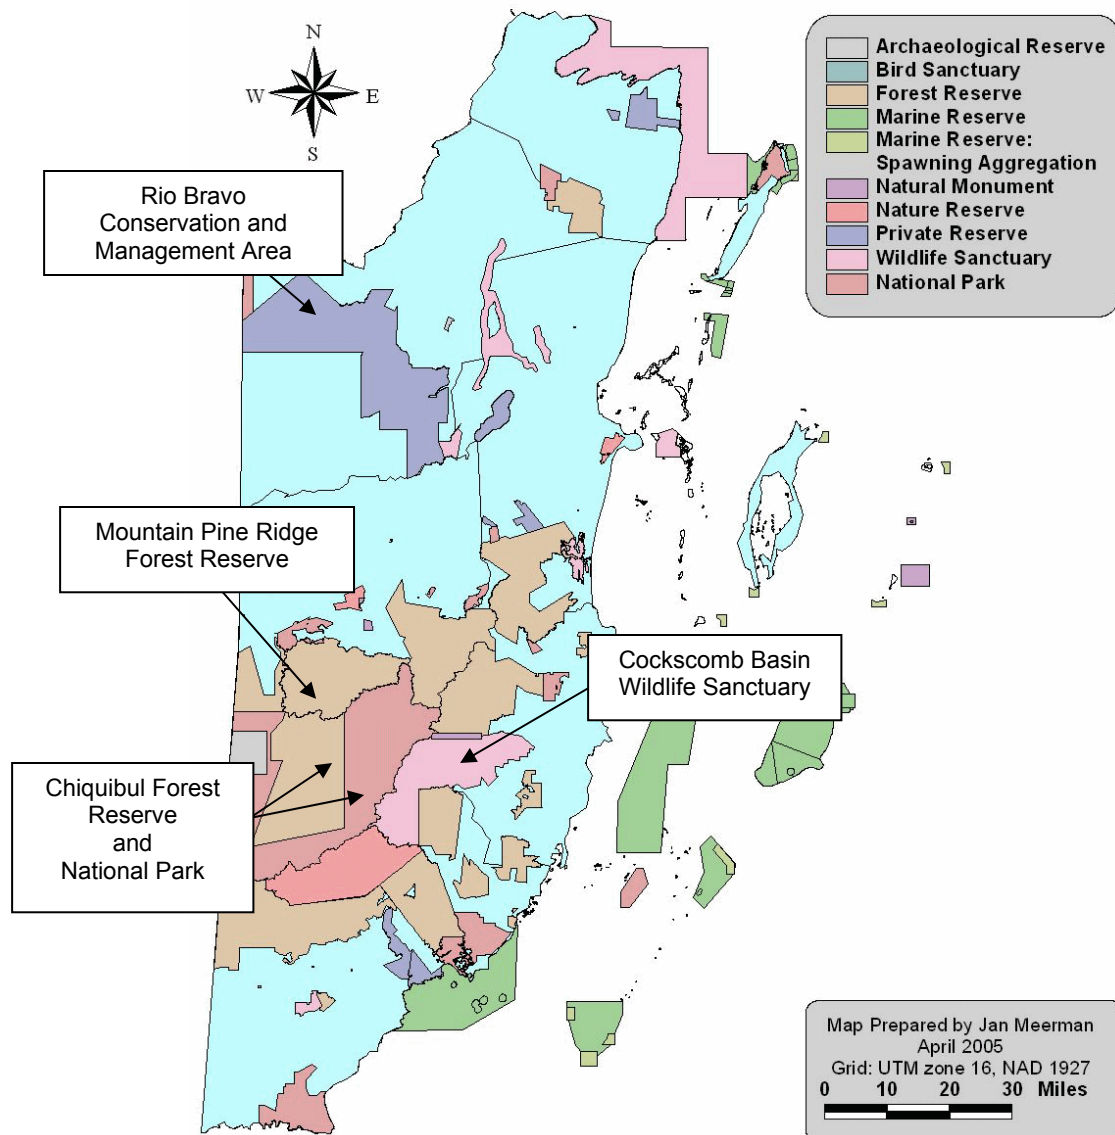 N
W
E
S
Archaeological Reserve
Bird Sanctuary
Forest Reserve
Marine Reserve
Marine Reserve:
Spawning Aggregation
Natural Monument
Nature Reserve
Private Reserve
Wildlife Sanctuary
National Park
Rio Bravo
Conservation and
Management Area
Mountain Pine Ridge
Forest Reserve
Cockscomb Basin
Wildlife Sanctuary
Chiquibul Forest
Reserve
and
National Park
Map Prepared by Jan Meerman
April 2005
Grid: UTM zone 16, NAD 1927
0 10 20 30 Miles